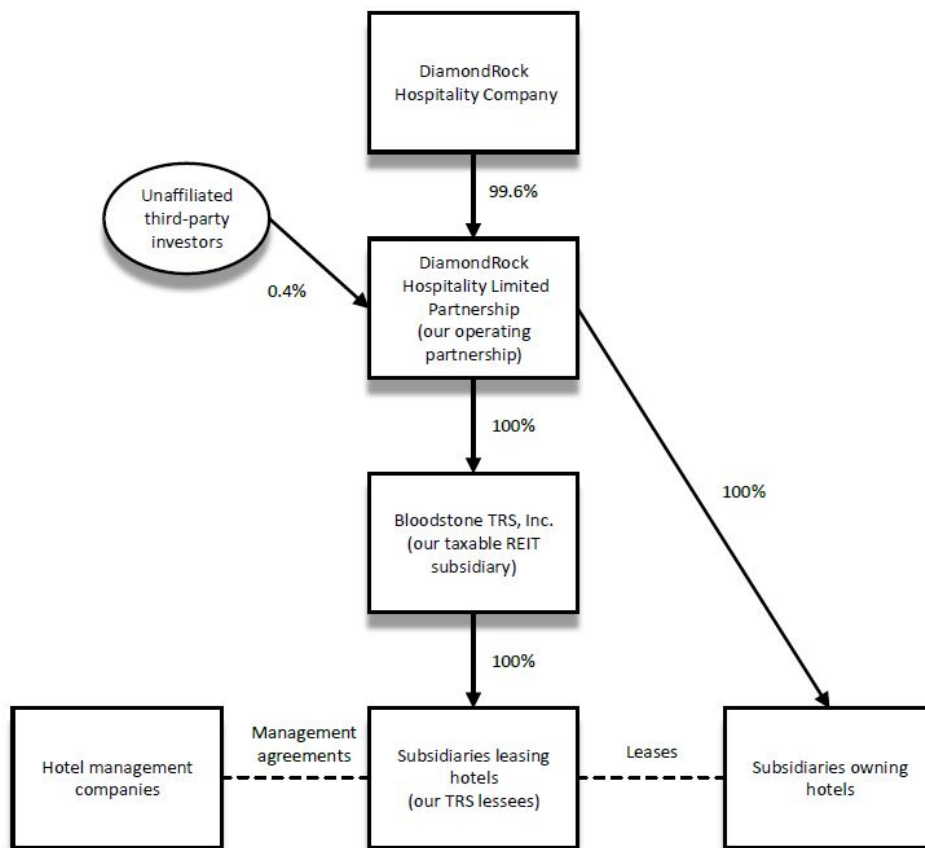 DiamondRock
Hospitality Company
99.6%
Unaffiliated
third-party
investors
0.4%
DiamondRock
Hospitality Limited
Partnership
(our operating
partnership)
100%
100%
Bloodstone TRS, Inc.
(our taxable REIT
subsidiary)
100%
Hotel management
companies
Management
agreements
Subsidiaries leasing
hotels
(our TRS lessees)
Leases
Subsidiaries owning
hotels